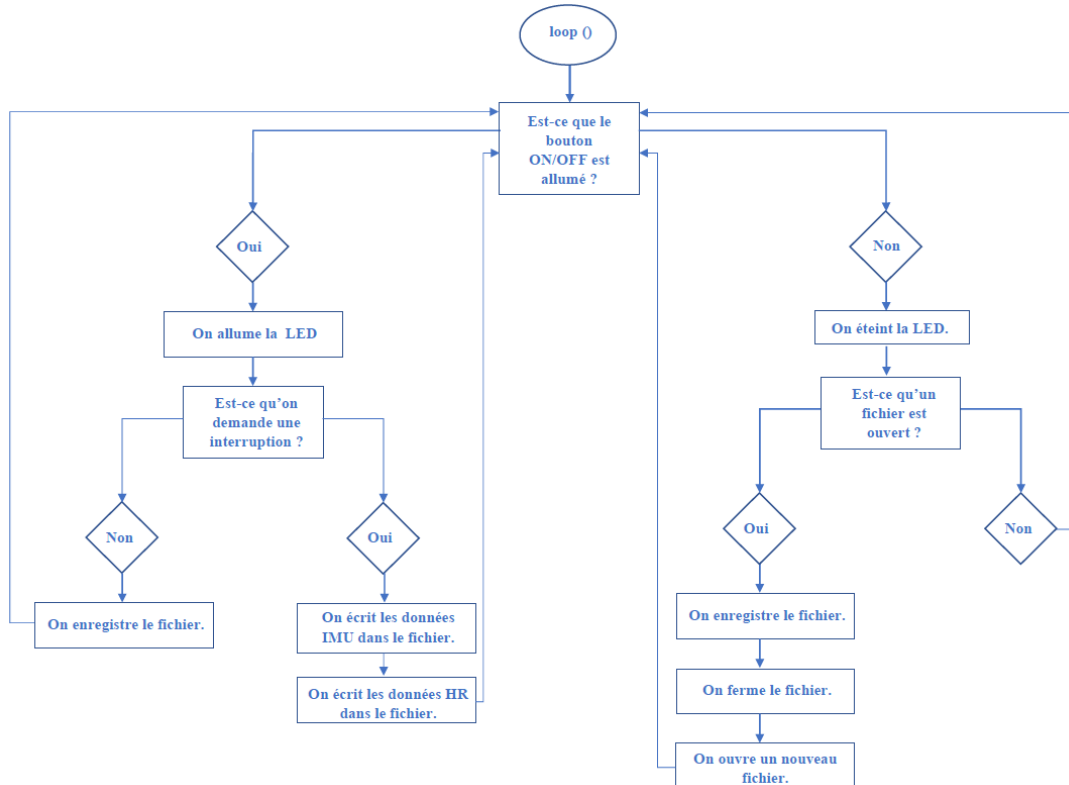 loop ()
Est-ce que le
bouton
ON/OFF est
allumé ?
Oui
On allume la LED
Est-ce qu'on
demande une
interruption ?
Non
On enregistre le fichier.
Oui
On écrit les données
IMU dans le fichier.
On écrit les données HR
dans le fichier.
Non
On éteint la LED.
Est-ce qu'un
fichier est
ouvert ?
Oui
On enregistre le fichier.
On ferme le fichier.
On ouvre un nouveau
fichier.
Non